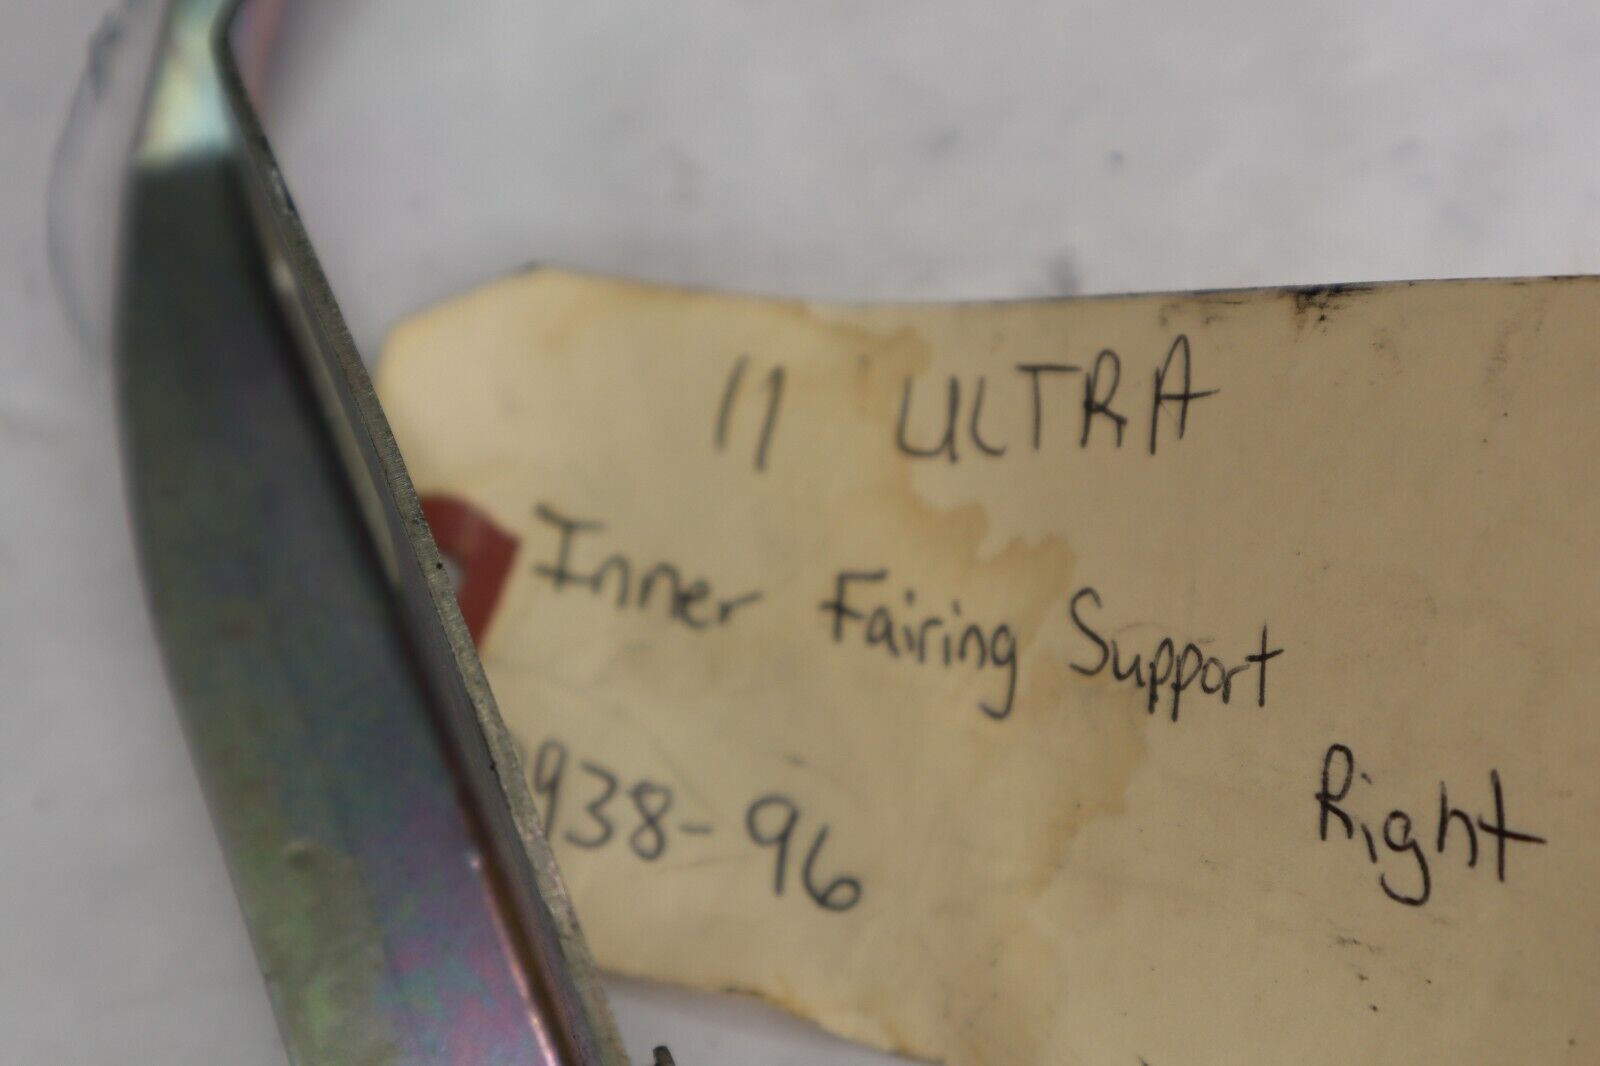 11 ULTRA
Inner Fairing Support
Right
938-96